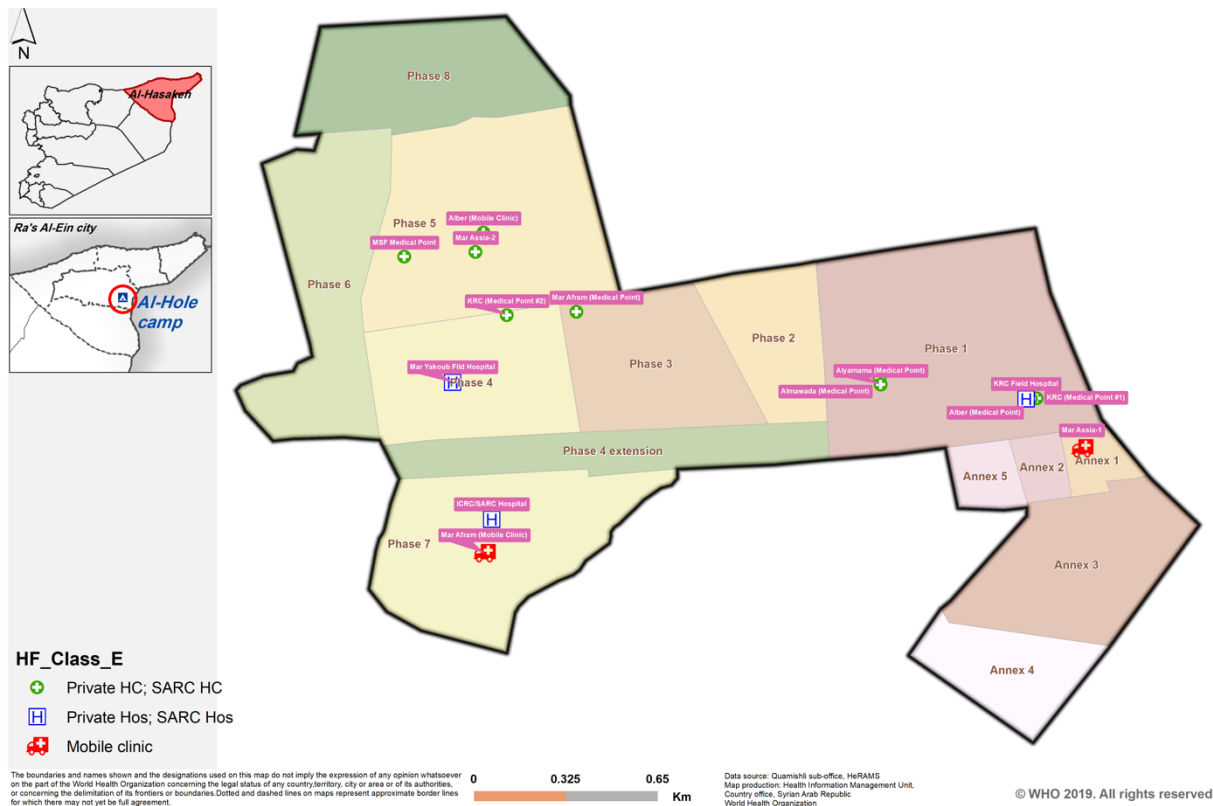 N
Al-Hasakeh
Ra's Al-Ein city
Al-Hole
camp
Phase 8
Phase 5
Alber (Mobile Clinic)
MSF Medical Point
Mar Assia-2
Phase 6
KRC (Medical Point #2)
Mar Afram (Medical Point)
Phase 2
Phase 3
Phase 1
Mar Yakoub Fild Hospital
Phase 4
Alyamama (Medical Point)
Almawada (Medical Point)
KRC Field Hospital
KRC (Medical Point #1)
Alber (Medical Point)
Mar Assia-1
Phase 4 extension
Annex 5
Annex 2
Annex 1
ICRC/SARC Hospital
Mar Afram (Mobile Clinic)
Phase 7
Annex 3
Annex 4
HF_Class_E
Private HC; SARC HC
H Private Hos; SARC Hos
Mobile clinic
The boundaries and names shown and the designations used on this map do not imply the expression of any opinion whatsoever
on the part of the World Health Organization concerning the legal status of any country,territory, city or area or of its authorities,
or concerning the delimitation of its frontiers or boundaries.Dotted and dashed lines on maps represent approximate border lines
for which there may not yet be full agreement.
0 0.325 0.65
Km
Data source: Quamishli sub-office, HeRAMS
Map production: Health Information Management Unit,
Country office, Syrian Arab Republic
World Health Organization
© WHO 2019. All rights reserved